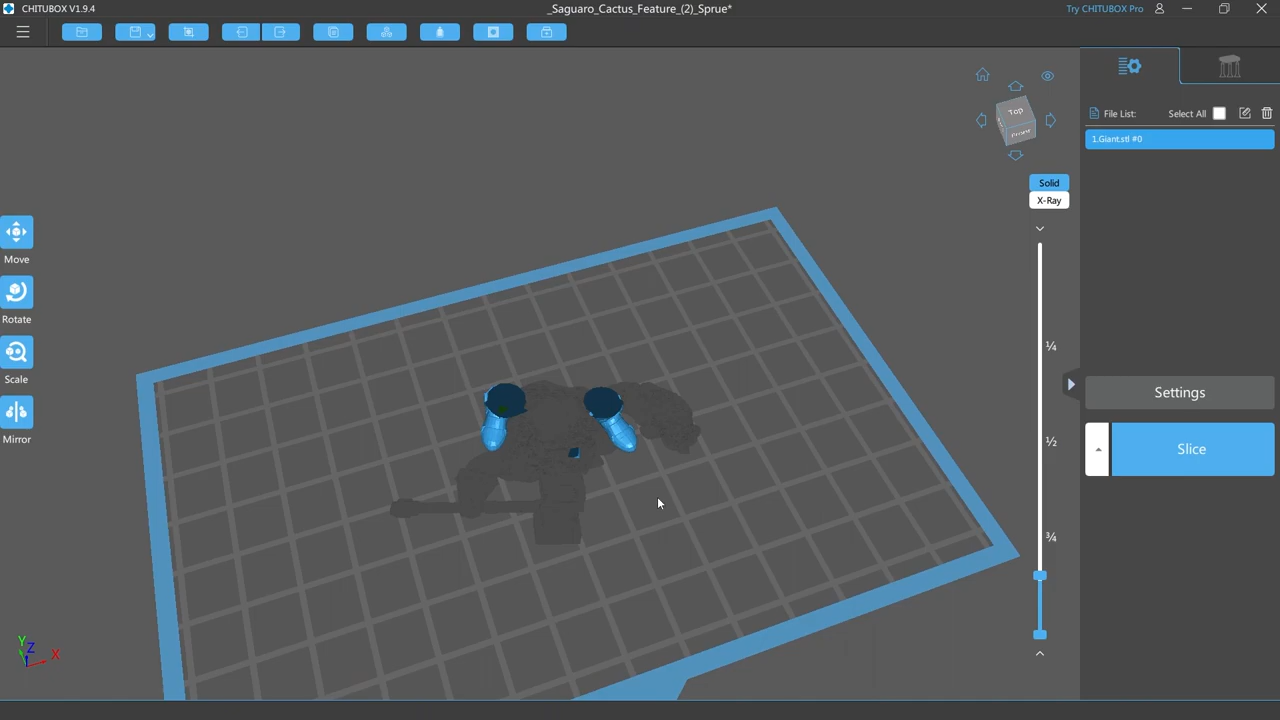 CHITUBOX V1.9.4
_Saguaro_Cactus_Feature_(2)_Sprue*
Try CHITUBOX Pro
Top
Front
File List:
Select All
1.Giant.stl #0
Solid
X-Ray
Move
Rotate
Scale
Mirror
¼
½
¾
Settings
Slice
Y
Z
X